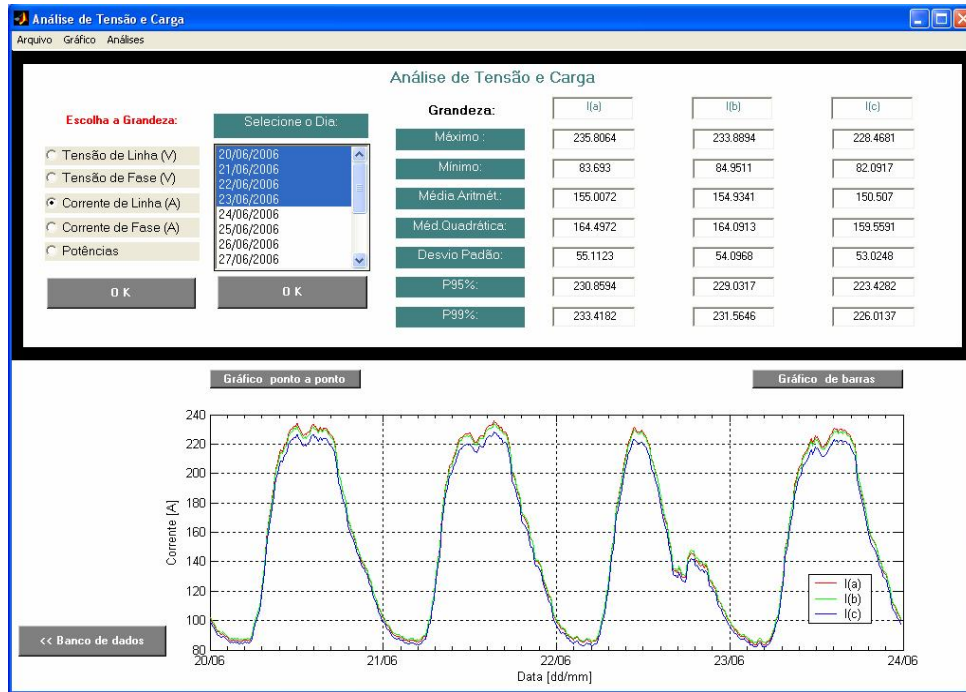 Análise de Tensão e Carga
Arquivo Gráfico Análises
Análise de Tensão e Carga
Escolha a Grandeza:
Tensão de Linha (V)
Tensão de Fase (V)
Corrente de Linha (A)
Corrente de Fase (A)
Potências
O K
Selecione o Dia:
20/06/2006
21/06/2006
22/06/2006
23/06/2006
24/06/2006
25/06/2006
26/06/2006
27/06/2006
O K
Grandeza: I(a) I(b) I(c)
Máximo : 235.8064 233.8894 228.4681
Mínimo: 83.693 84.9511 82.0917
Média Aritmét.: 155.0072 154.9341 150.507
Méd.Quadrática: 164.4972 164.0913 159.5591
Desvio Padão: 55.1123 54.0968 53.0248
P95%: 230.8594 229.0317 223.4282
P99%: 233.4182 231.5646 226.0137
Gráfico ponto a ponto
Gráfico de barras
240
220
200
180
160
140
120
100
80
Corrente [A]
I(a)
I(b)
I(c)
<< Banco de dados
20/06 21/06 22/06 23/06 24/06
Data [dd/mm]